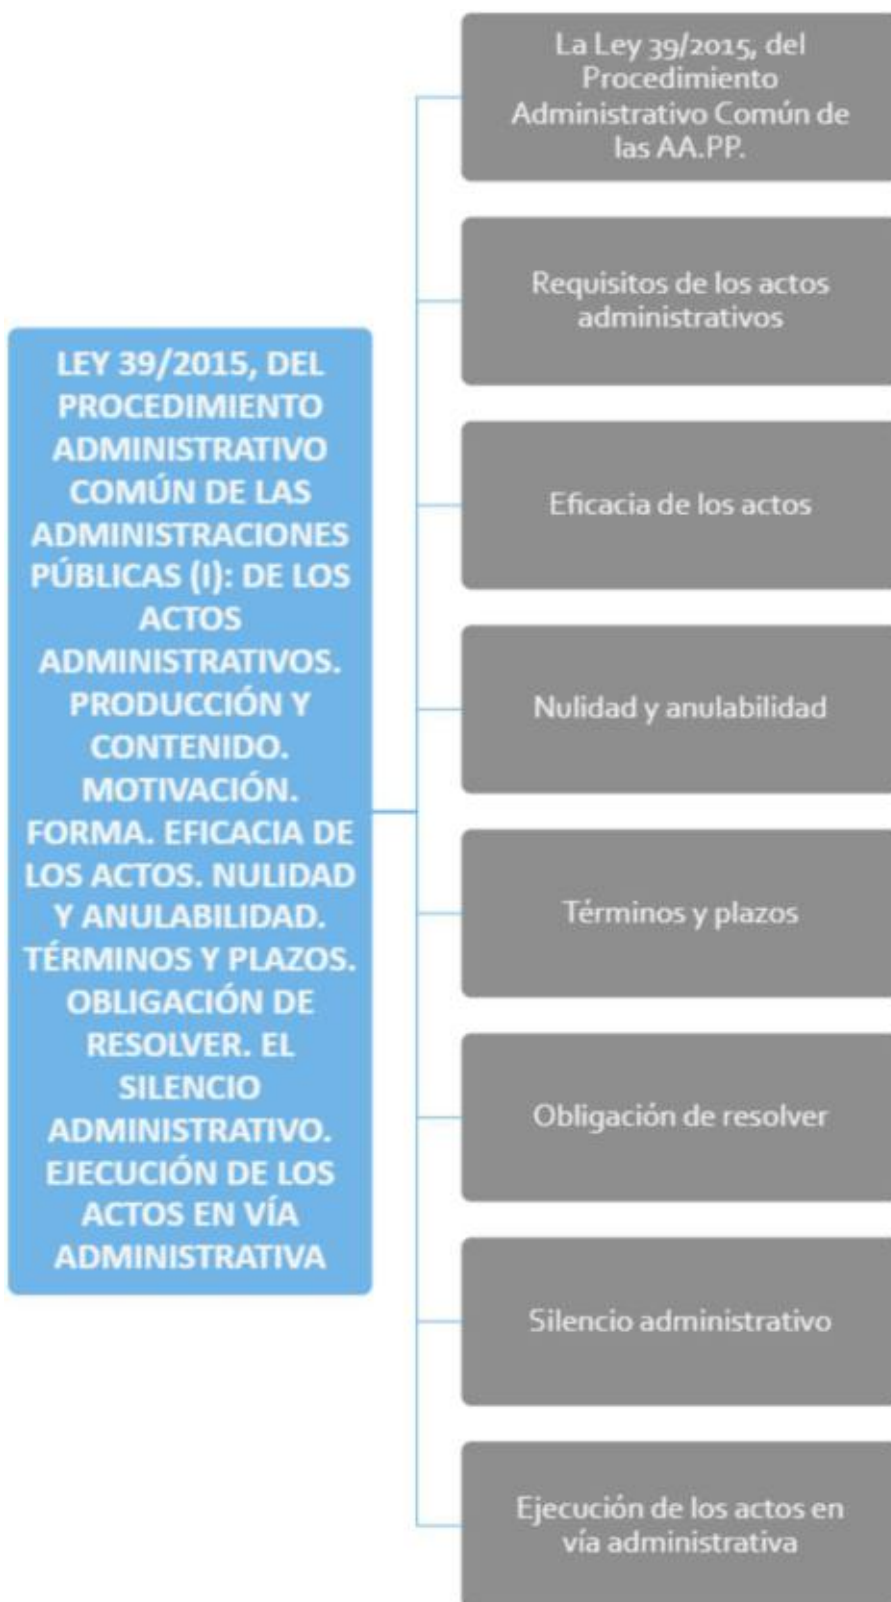 LEY 39/2015, DEL
PROCEDIMIENTO
ADMINISTRATIVO
COMÚN DE LAS
ADMINISTRACIONES
PÚBLICAS (I): DE LOS
ACTOS
ADMINISTRATIVOS.
PRODUCCIÓN Y
CONTENIDO.
MOTIVACIÓN.
FORMA. EFICACIA DE
LOS ACTOS. NULIDAD
Y ANULABILIDAD.
TÉRMINOS Y PLAZOS.
OBLIGACIÓN DE
RESOLVER. EL
SILENCIO
ADMINISTRATIVO.
EJECUCIÓN DE LOS
ACTOS EN VÍA
ADMINISTRATIVA
La Ley 39/2015, del
Procedimiento
Administrativo Común de
las AA.PP.
Requisitos de los actos
administrativos
Eficacia de los actos
Nulidad y anulabilidad
Términos y plazos
Obligación de resolver
Silencio administrativo
Ejecución de los actos en
vía administrativa